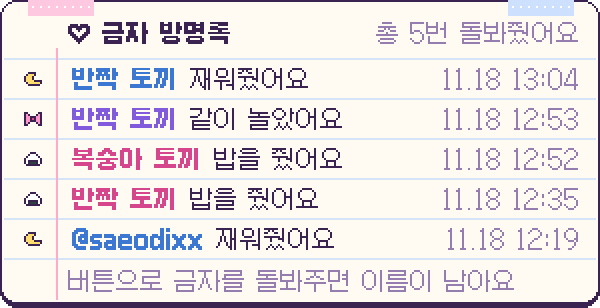 ♡ 금자 방명록 총 5번 돌봐줬어요
반짝 토끼 재워줬어요 11.18 13:04
반짝 토끼 같이 놀았어요 11.18 12:53
복숭아 토끼 밥을 줬어요 11.18 12:52
반짝 토끼 밥을 줬어요 11.18 12:35
@saeodixx 재워줬어요 11.18 12:19
버튼으로 금자를 돌봐주면 이름이 남아요